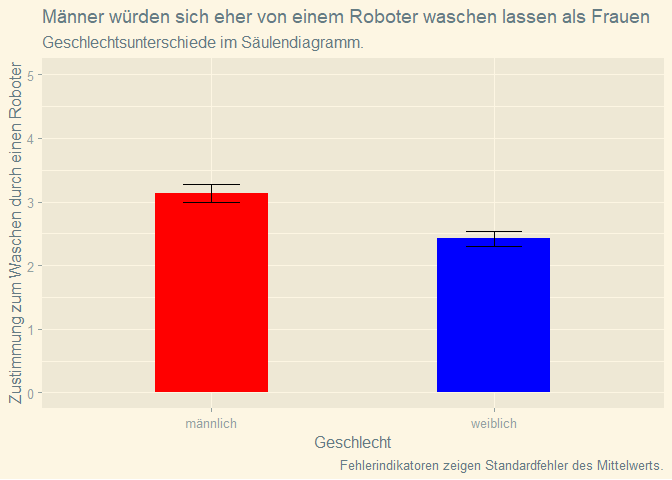 Männer würden sich eher von einem Roboter waschen lassen als Frauen
Geschlechtsunterschiede im Säulendiagramm.
Zustimmung zum Waschen durch einen Roboter
5
4
3
2
1
0
männlich
weiblich
Geschlecht
Fehlerindikatoren zeigen Standardfehler des Mittelwerts.